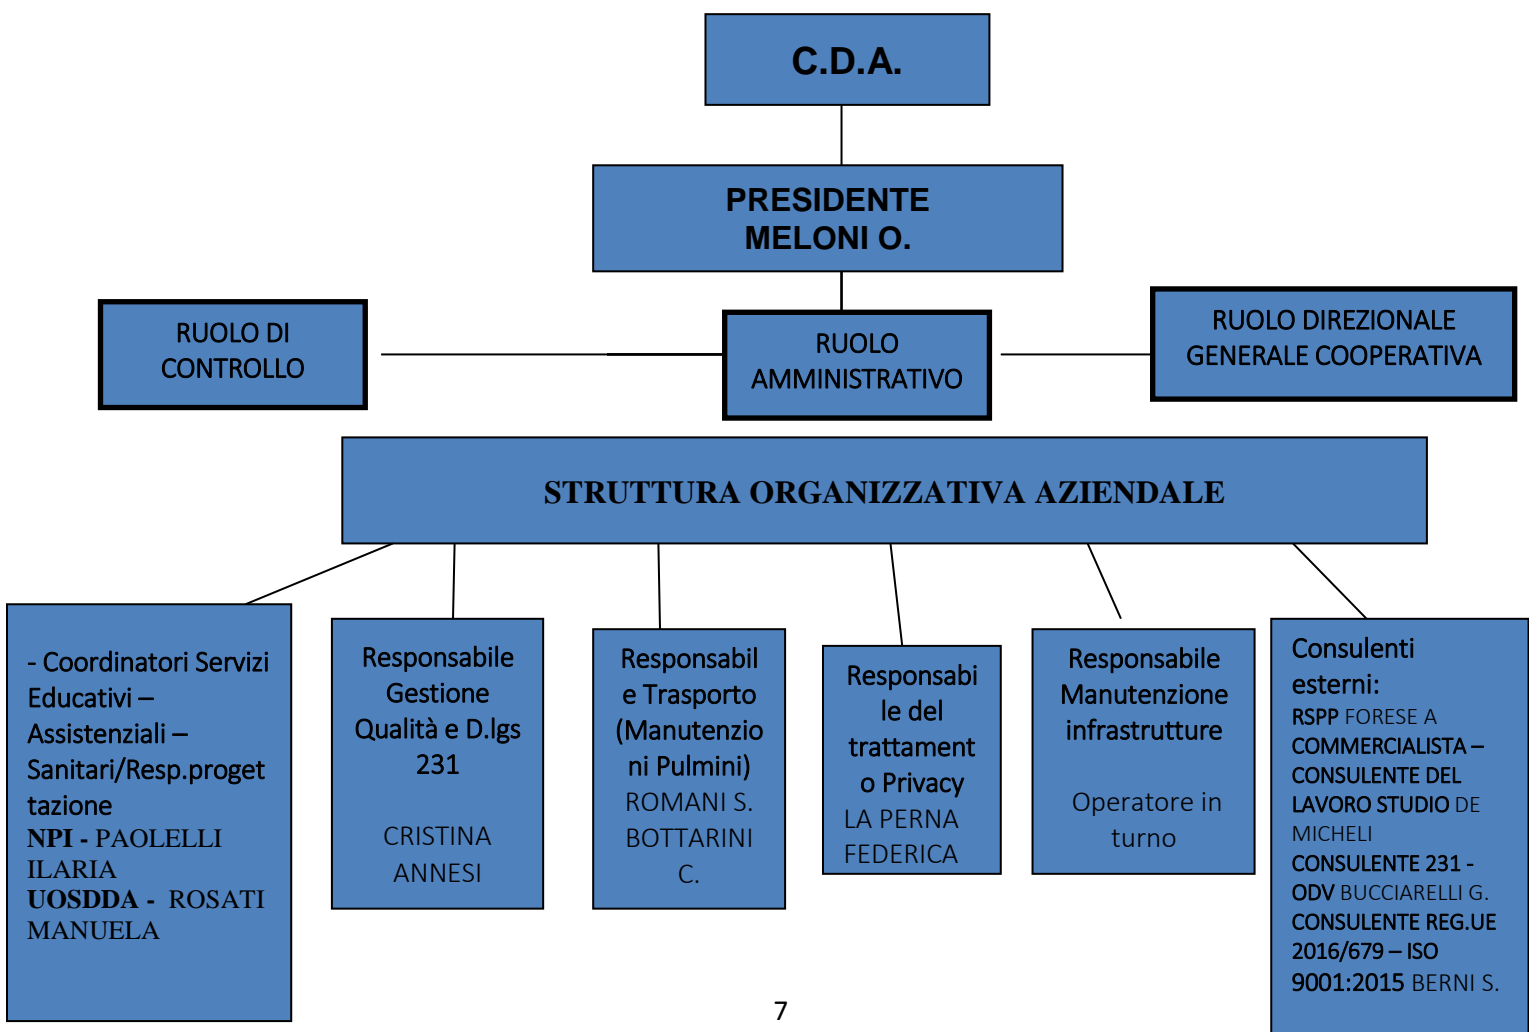 C.D.A.
PRESIDENTE
MELONI O.
RUOLO DI
CONTROLLO
RUOLO
AMMINISTRATIVO
RUOLO DIREZIONALE
GENERALE COOPERATIVA
STRUTTURA ORGANIZZATIVA AZIENDALE
- Coordinatori Servizi
Educativi –
Assistenziali –
Sanitari/Resp.proget
tazione
NPI - PAOLELLI
ILARIA
UOSDDA - ROSATI
MANUELA
Responsabile
Gestione
Qualità e D.lgs
231
CRISTINA
ANNESI
Responsabil
e Trasporto
(Manutenzio
ni Pulmini)
ROMANI S.
BOTTARINI
C.
Responsabi
le del
trattament
o Privacy
LA PERNA
FEDERICA
Responsabile
Manutenzione
infrastrutture
Operatore in
turno
Consulenti
esterni:
RSPP FORESE A
COMMERCIALISTA –
CONSULENTE DEL
LAVORO STUDIO DE
MICHELI
CONSULENTE 231 -
ODV BUCCIARELLI G.
CONSULENTE REG.UE
2016/679 – ISO
9001:2015 BERNI S.
7